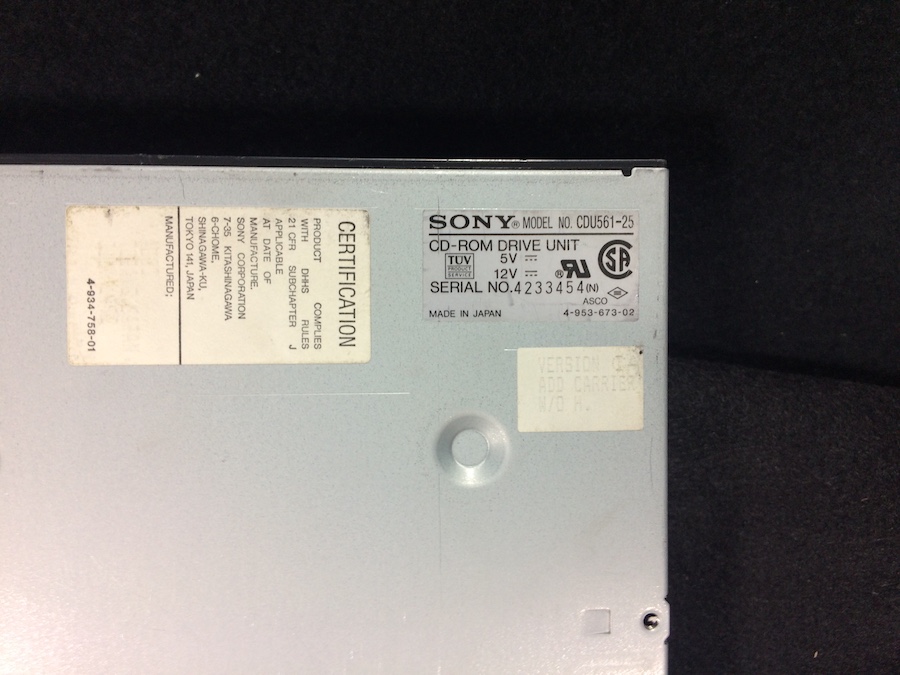 CERTIFICATION
PRODUCT COMPLIES
WITH DHHS RULES
21 CFR SUBCHAPTER J
APPLICABLE
AT DATE OF
MANUFACTURE.
SONY CORPORATION
7-35 KITASHINAGAWA
6-CHOME,
SHINAGAWA-KU,
TOKYO 141, JAPAN
MANUFACTURED;
4-934-758-01
SONY® MODEL NO. CDU561-25
CD-ROM DRIVE UNIT
TUV
PRODUCT
SERVICE
5V ⎓
12V ⎓
SERIAL NO. 4233454(N)
ASCO
MADE IN JAPAN 4-953-673-02
VERSION
ADD CARRIER
W/O M.